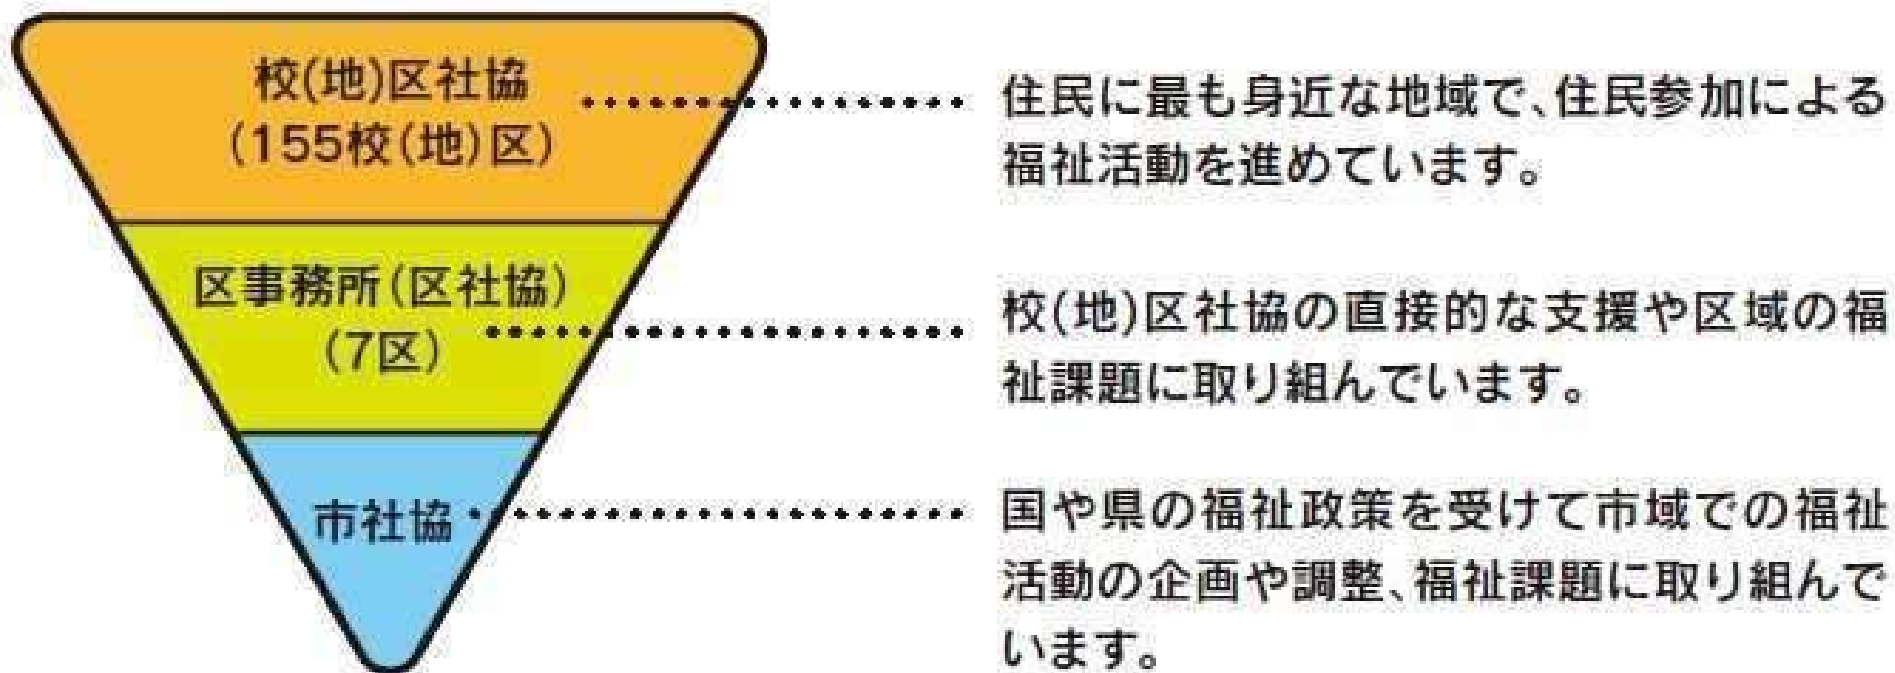 校(地)区社協
(155校(地)区)
住民に最も身近な地域で、住民参加による
福祉活動を進めています。
区事務所(区社協)
(7区)
校(地)区社協の直接的な支援や区域の福
祉課題に取り組んでいます。
市社協
国や県の福祉政策を受けて市域での福祉
活動の企画や調整、福祉課題に取り組んで
います。